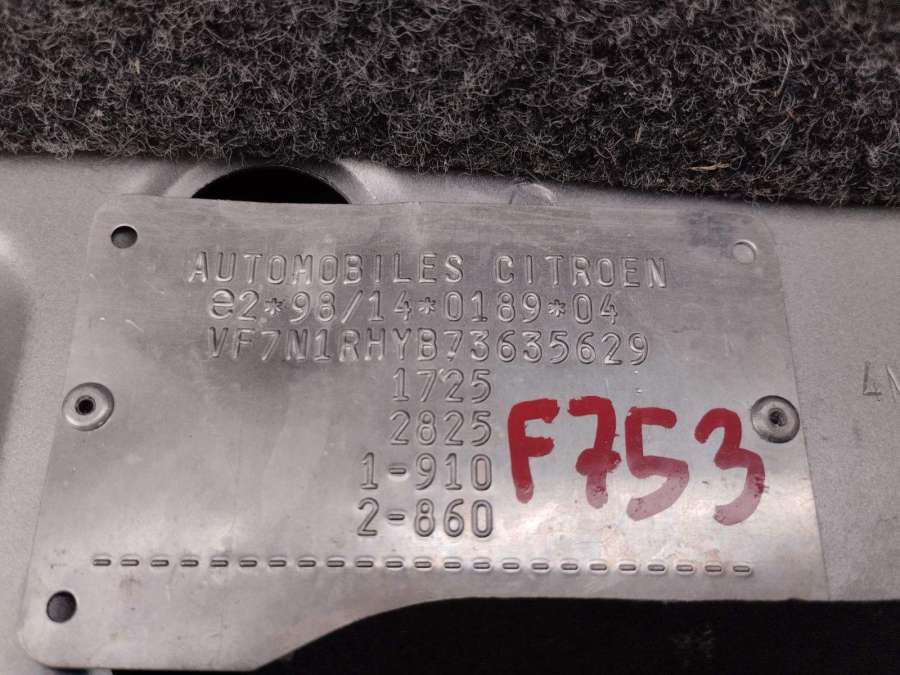 AUTOMOBILES CITROEN
e2*98/14*0189*04
VF7N1RHYB73635629
1725
2825
1-910
2-860
F753